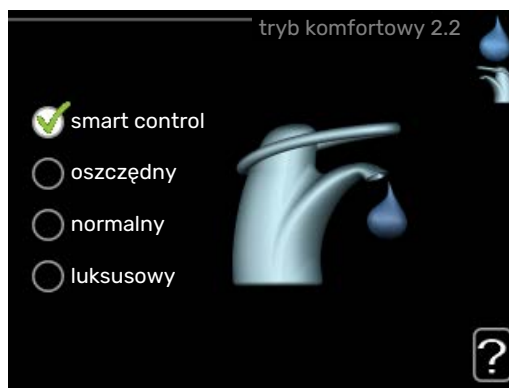 tryb komfortowy 2.2
smart control
oszczędny
normalny
luksusowy
?